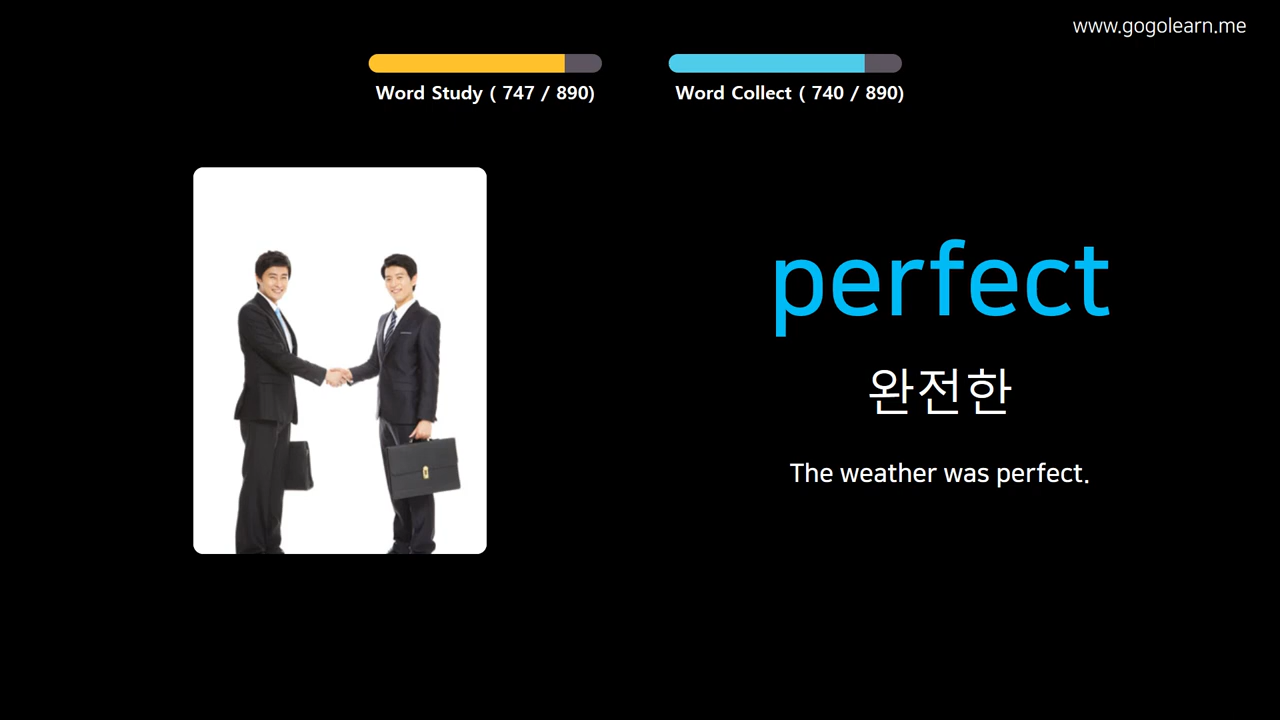 www.gogolearn.me
Word Study ( 747 / 890)
Word Collect ( 740 / 890)
perfect
완전한
The weather was perfect.